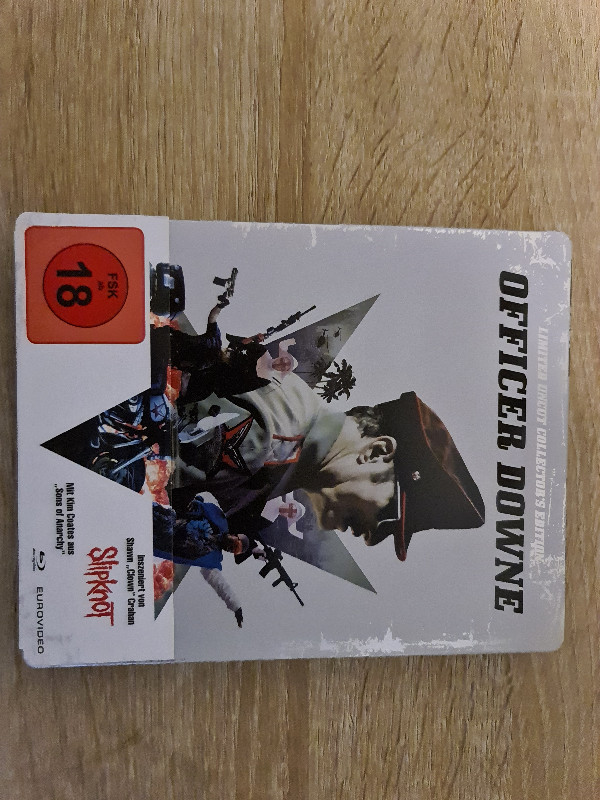 LIMITED UNCUT COLLECTOR'S EDITION
OFFICER DOWNE
FSK
ab
18
Mit Kim Coates aus
„Sons of Anarchy"
Inszeniert von
Shawn „Clown" Crahan
Slipknot
EUROVIDEO